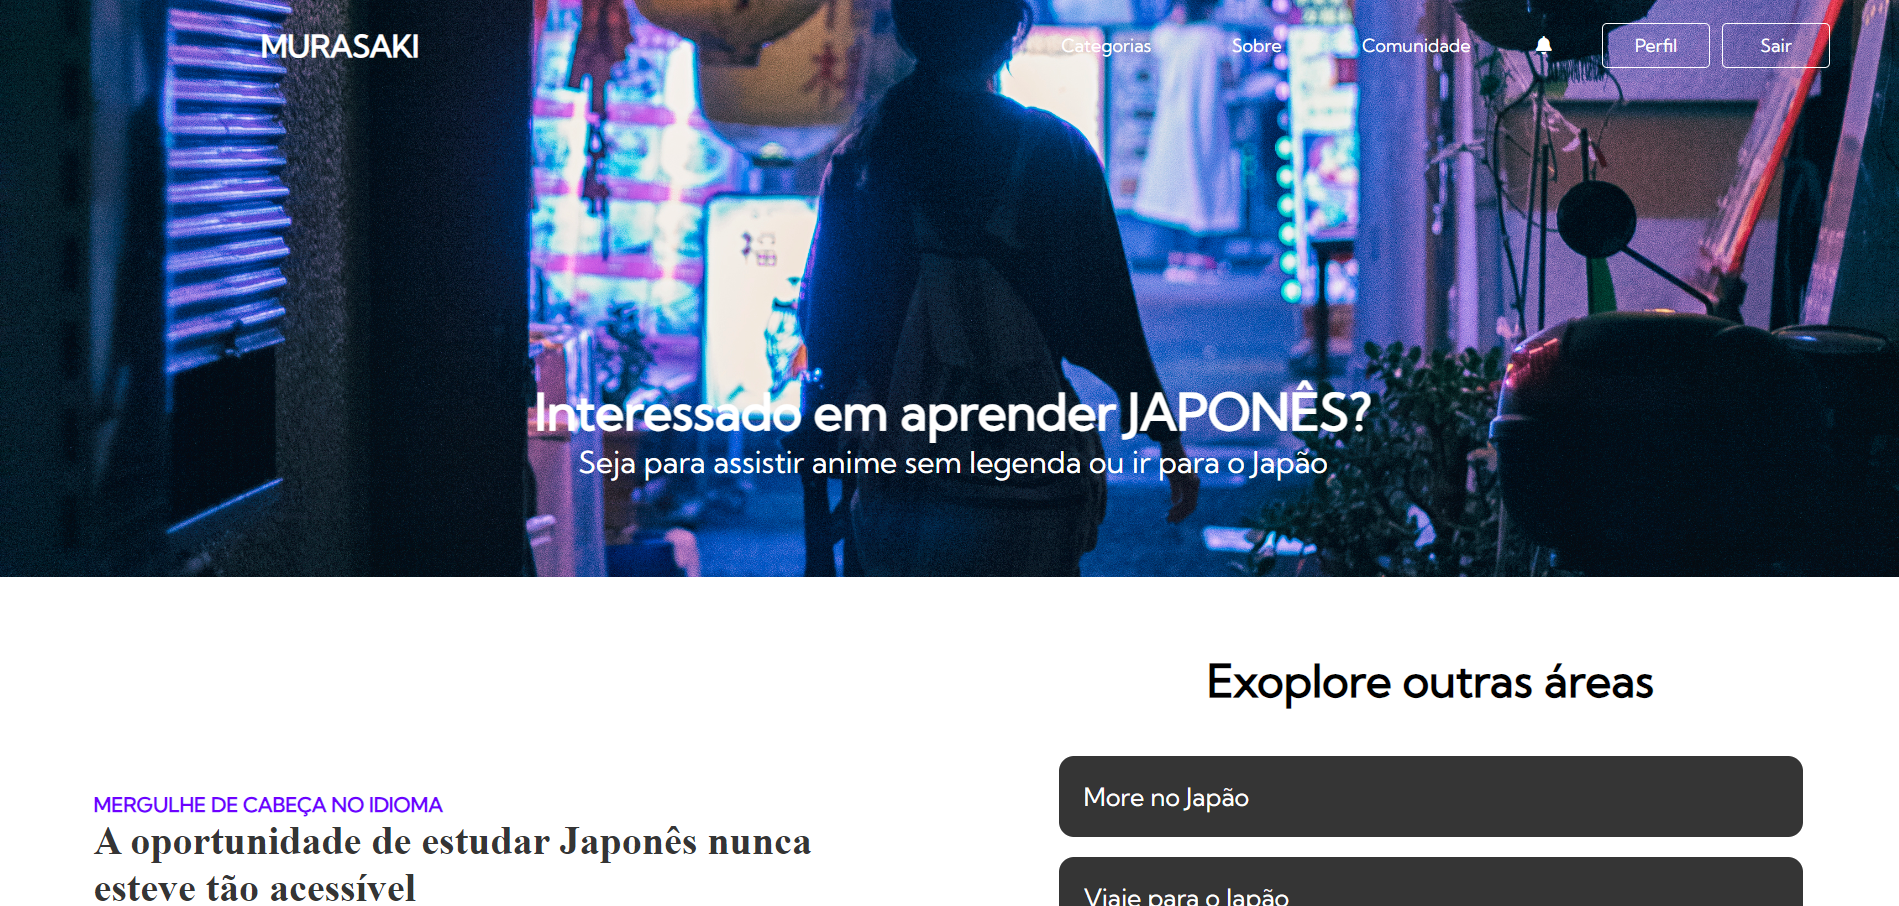 MURASAKI
Categorias
Sobre
Comunidade
Perfil
Sair
Interessado em aprender JAPONÊS?
Seja para assistir anime sem legenda ou ir para o Japão
Exoplore outras áreas
MERGULHE DE CABEÇA NO IDIOMA
A oportunidade de estudar Japonês nunca
esteve tão acessível
More no Japão
Viaje para o Japão